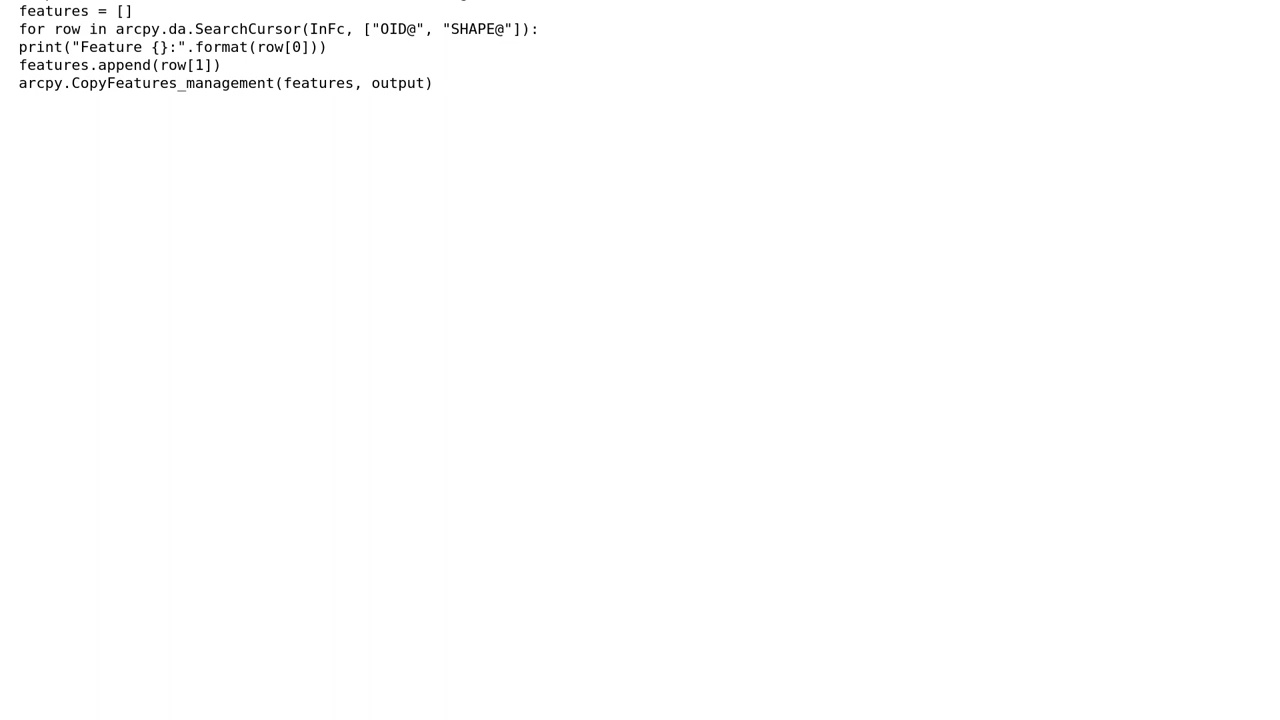 features = []
for row in arcpy.da.SearchCursor(InFc, ["OID@", "SHAPE@"]):
print("Feature {}:".format(row[0]))
features.append(row[1])
arcpy.CopyFeatures_management(features, output)